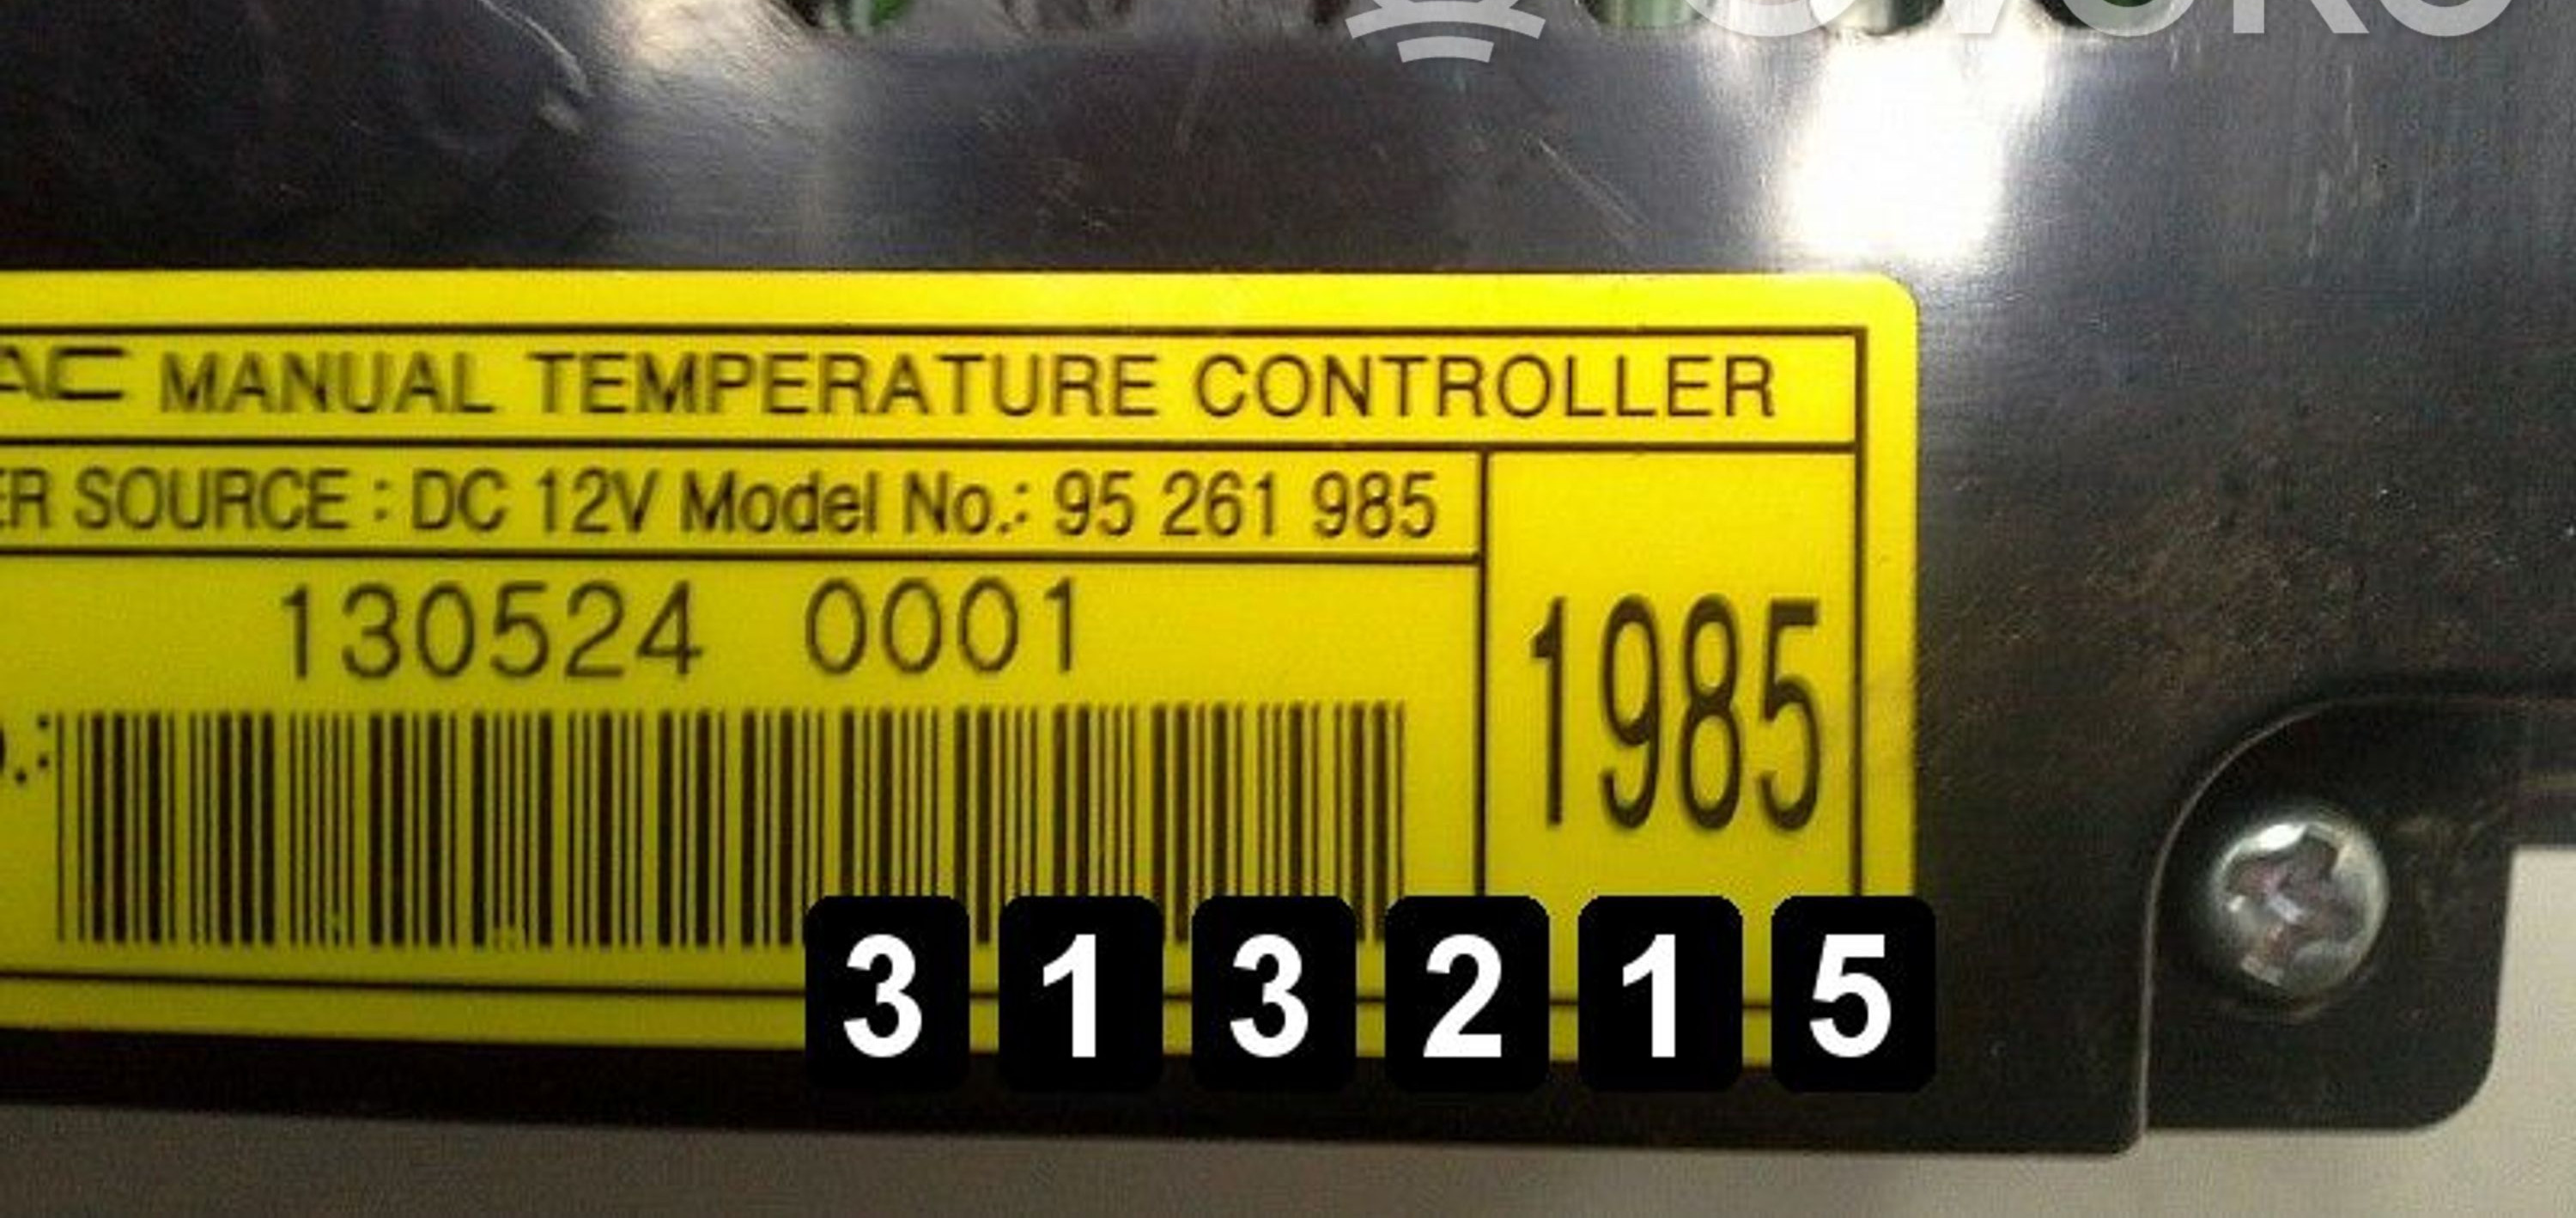 AC MANUAL TEMPERATURE CONTROLLER
ER SOURCE : DC 12V Model No.: 95 261 985
130524 0001
1985
3 1 3 2 1 5